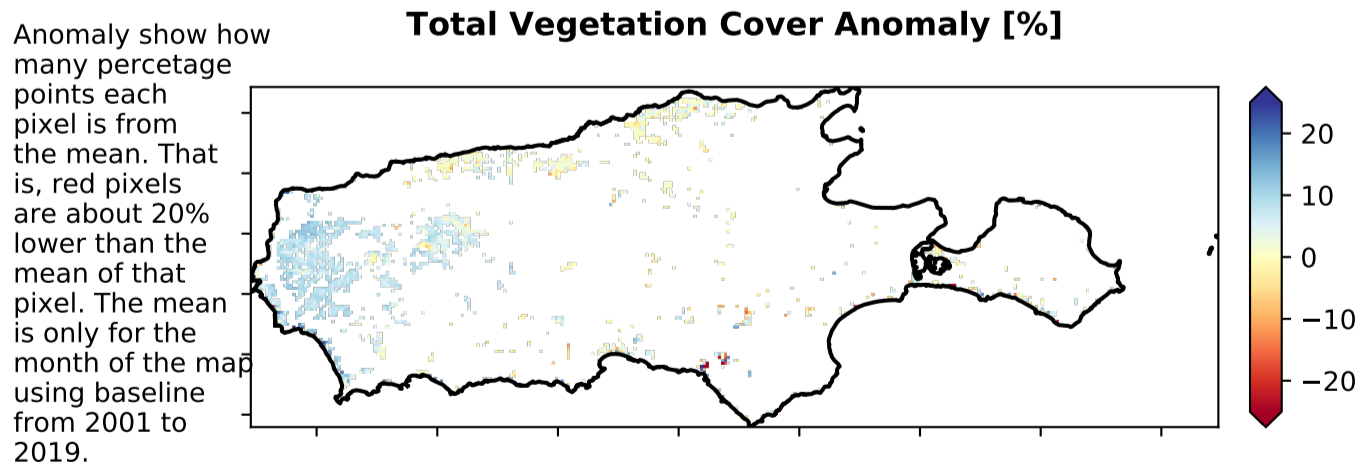 Total Vegetation Cover Anomaly [%]
Anomaly show how
many percetage
points each
pixel is from
the mean. That
is, red pixels
are about 20%
lower than the
mean of that
pixel. The mean
is only for the
month of the map
using baseline
from 2001 to
2019.
20
10
0
−10
−20